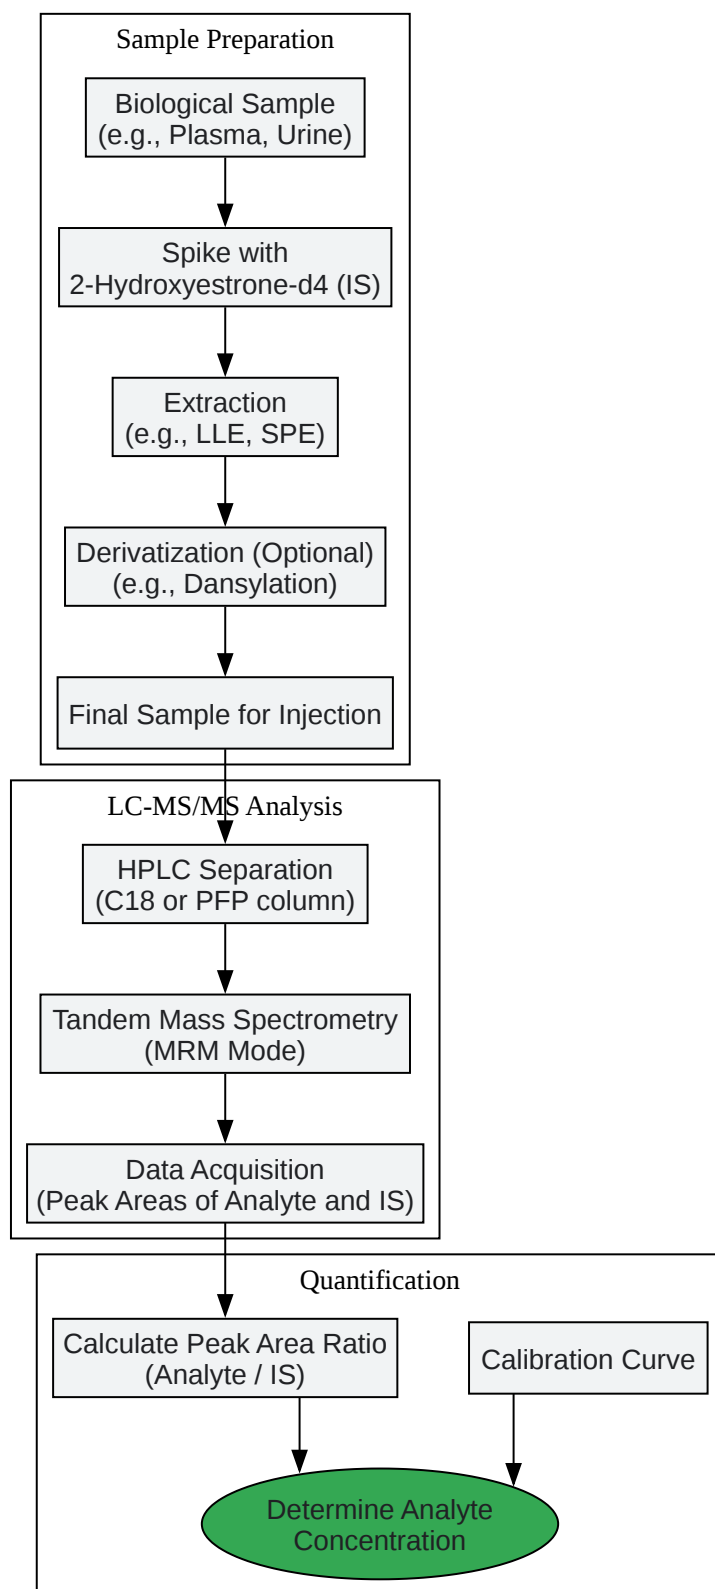 Sample Preparation
Biological Sample
(e.g., Plasma, Urine)
Spike with
2-Hydroxyestrone-d4 (IS)
Extraction
(e.g., LLE, SPE)
Derivatization (Optional)
(e.g., Dansylation)
Final Sample for Injection
LC-MS/MS Analysis
HPLC Separation
(C18 or PFP column)
Tandem Mass Spectrometry
(MRM Mode)
Data Acquisition
(Peak Areas of Analyte and IS)
Quantification
Calculate Peak Area Ratio
(Analyte / IS)
Calibration Curve
Determine Analyte
Concentration